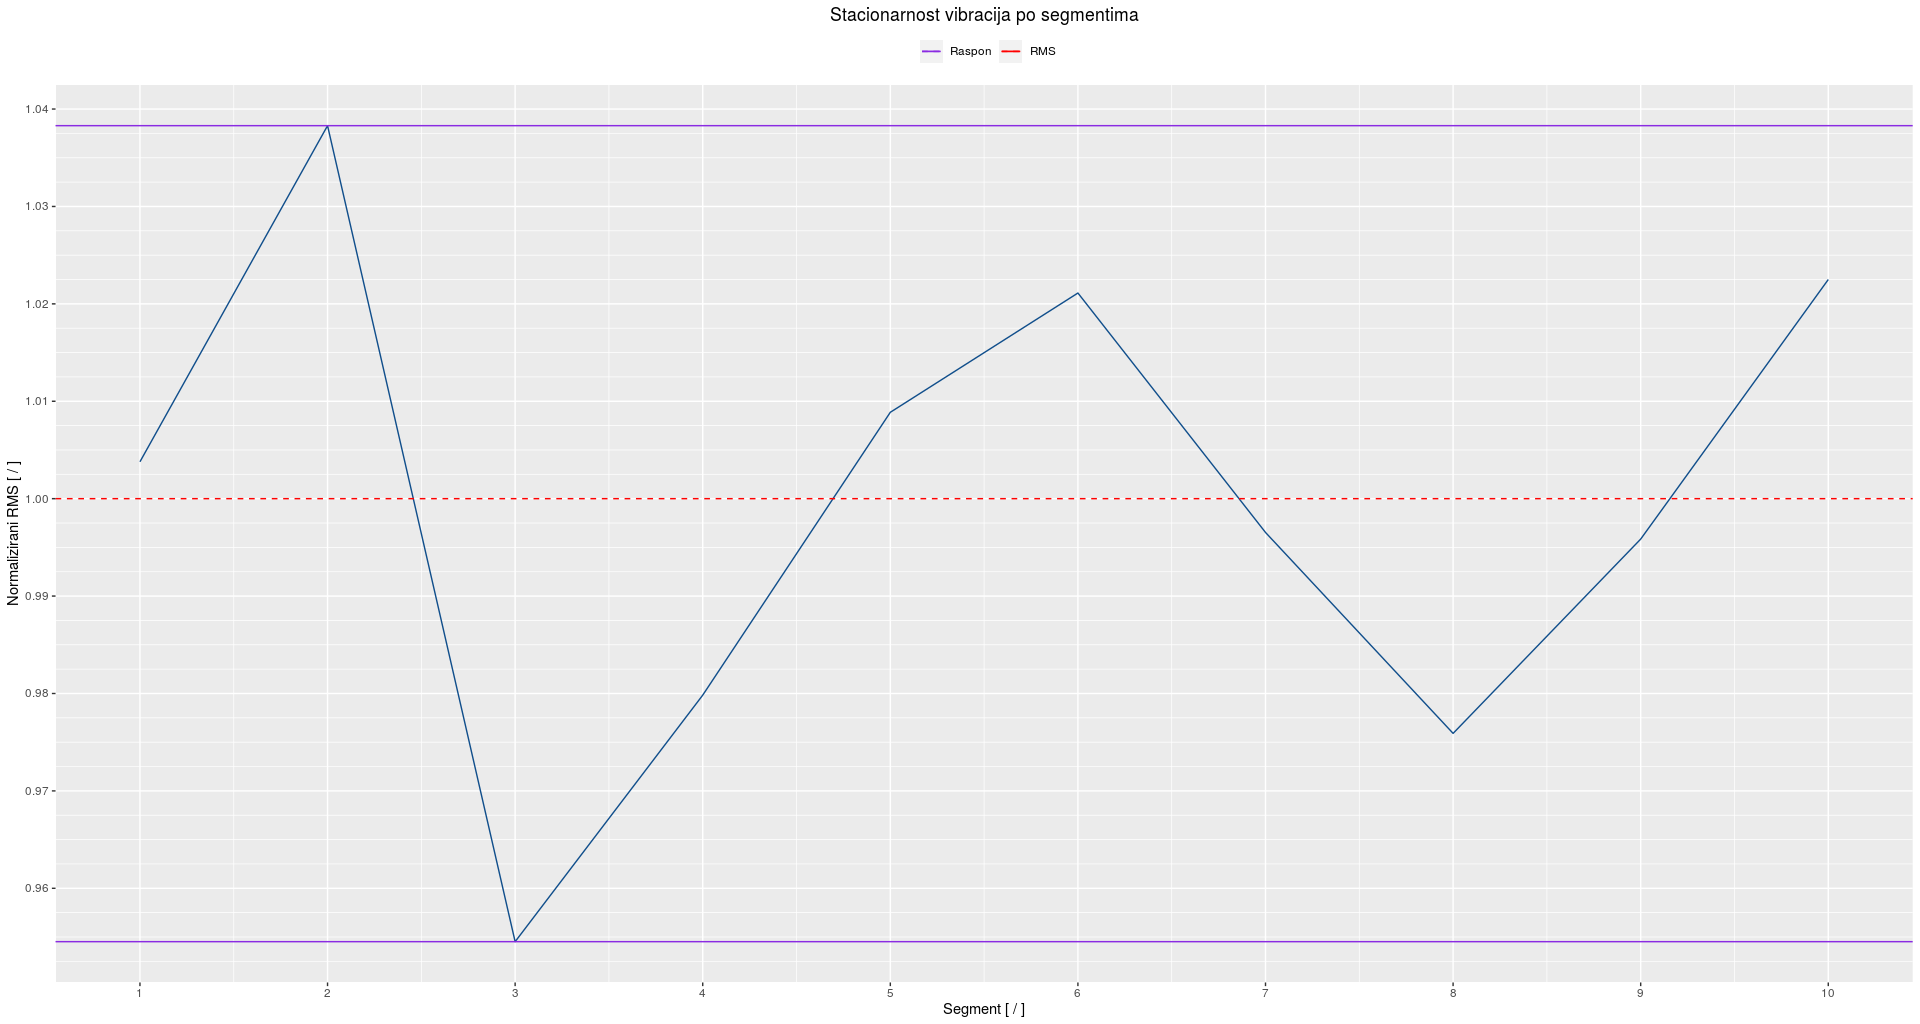 Stacionarnost vibracija po segmentima
Raspon RMS
Normalizirani RMS [ / ]
1.04
1.03
1.02
1.01
1.00
0.99
0.98
0.97
0.96
1 2 3 4 5 6 7 8 9 10
Segment [ / ]